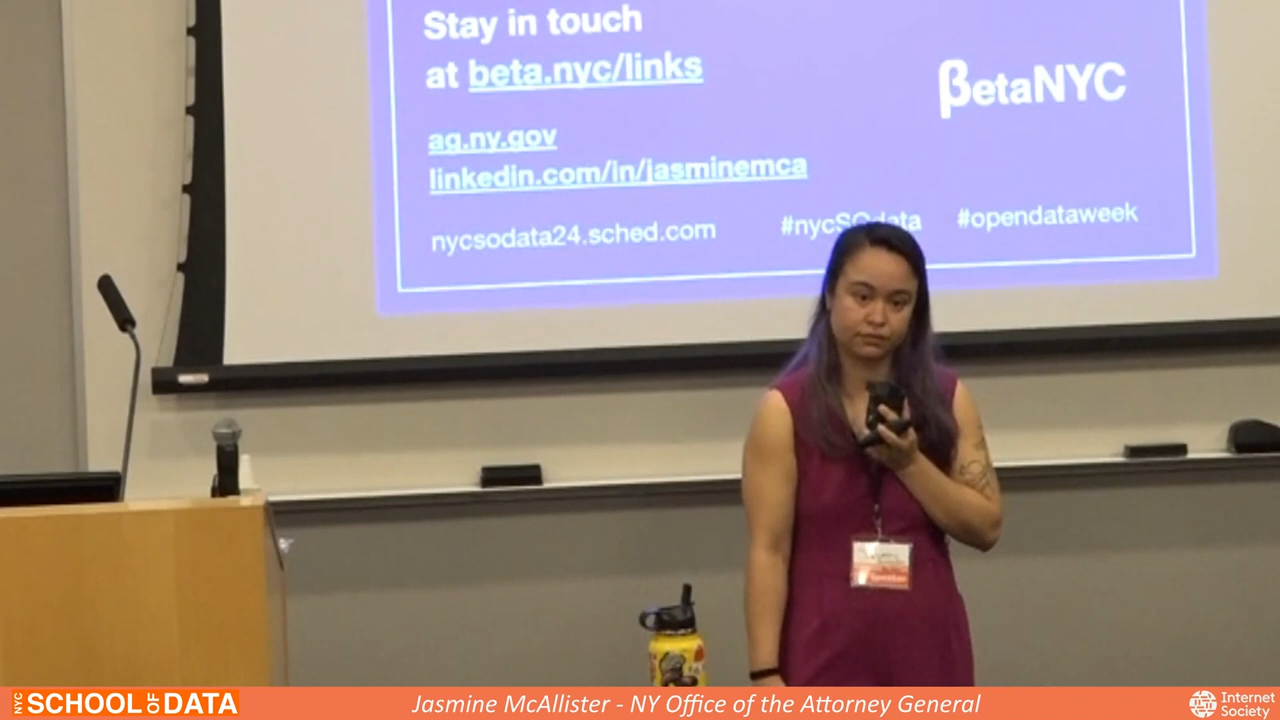 Stay in touch
at beta.nyc/links
βetaNYC
ag.ny.gov
linkedin.com/in/jasminemca
nycsodata24.sched.com #nycSOdata #opendataweek
Speaker
NYC SCHOOL OF DATA
Jasmine McAllister - NY Office of the Attorney General
Internet
Society